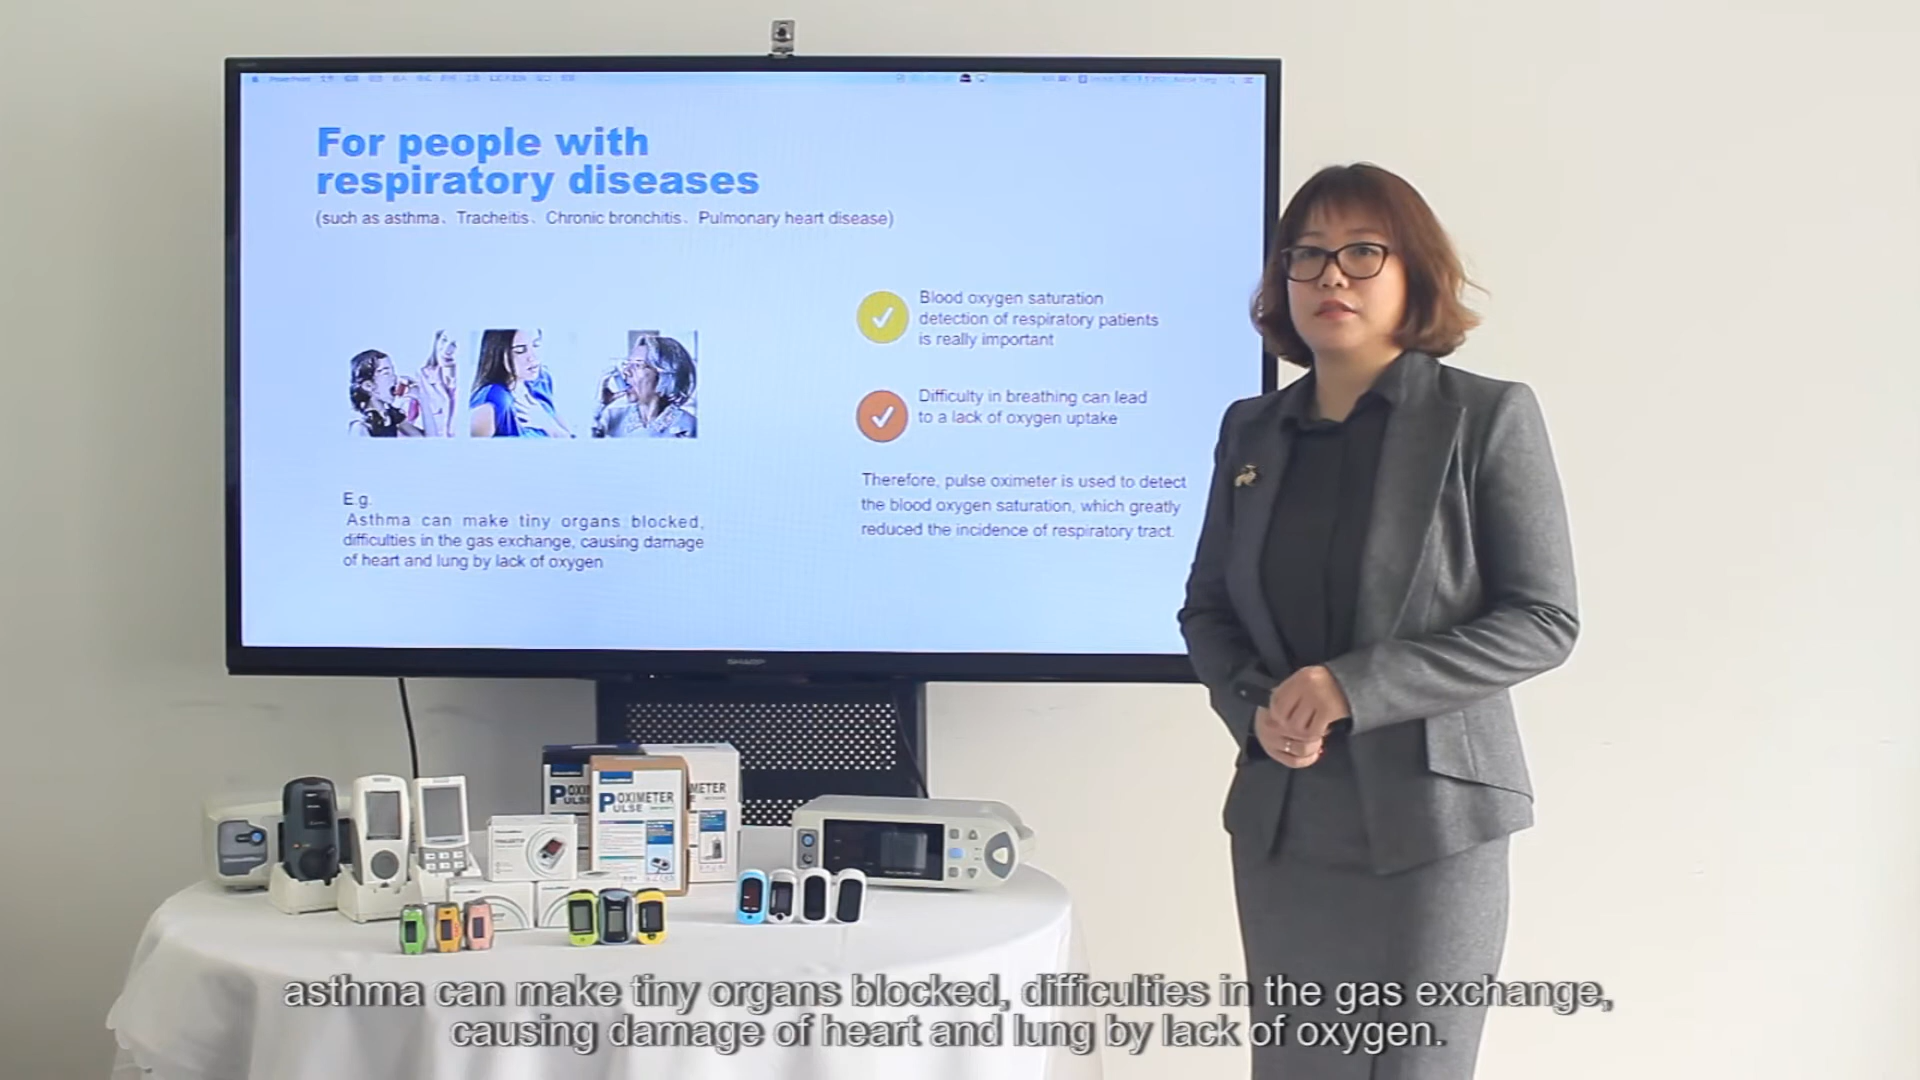 For people with
respiratory diseases
(such as asthma、Tracheitis、Chronic bronchitis、Pulmonary heart disease)
Blood oxygen saturation
detection of respiratory patients
is really important
Difficulty in breathing can lead
to a lack of oxygen uptake
Therefore, pulse oximeter is used to detect
the blood oxygen saturation, which greatly
reduced the incidence of respiratory tract.
E.g.
Asthma can make tiny organs blocked,
difficulties in the gas exchange, causing damage
of heart and lung by lack of oxygen
SHARP
PULSE
OXIMETER
METER
asthma can make tiny organs blocked, difficulties in the gas exchange,
causing damage of heart and lung by lack of oxygen.